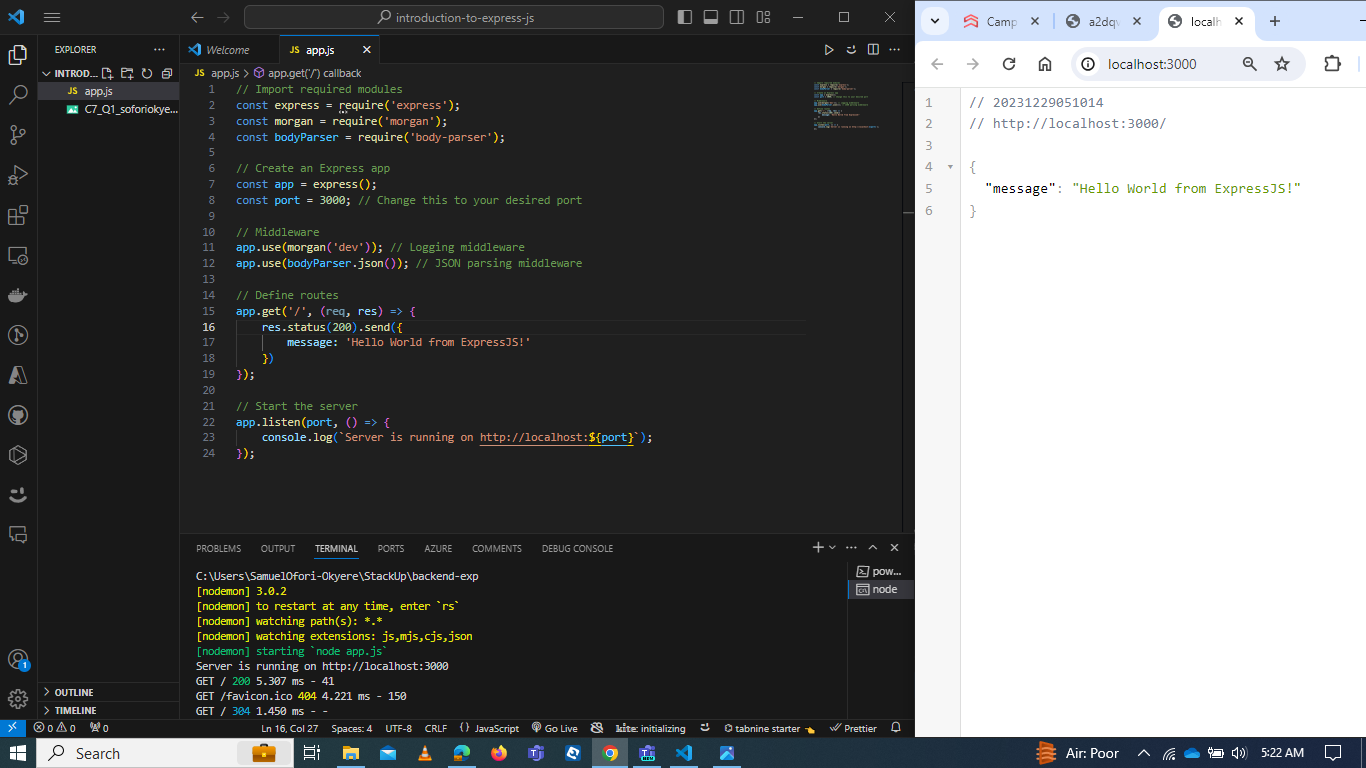 introduction-to-express-js
EXPLORER
INTROD...
app.js
C7_Q1_soforiokye...
OUTLINE
TIMELINE
Welcome
JS app.js
JS app.js > app.get('/') callback
1 // Import required modules
2 const express = require('express');
3 const morgan = require('morgan');
4 const bodyParser = require('body-parser');
5
6 // Create an Express app
7 const app = express();
8 const port = 3000; // Change this to your desired port
9
10 // Middleware
11 app.use(morgan('dev')); // Logging middleware
12 app.use(bodyParser.json()); // JSON parsing middleware
13
14 // Define routes
15 app.get('/', (req, res) => {
16 res.status(200).send({
17 message: 'Hello World from ExpressJS!'
18 })
19 });
20
21 // Start the server
22 app.listen(port, () => {
23 console.log(`Server is running on http://localhost:${port}`);
24 });
PROBLEMS OUTPUT TERMINAL PORTS AZURE COMMENTS DEBUG CONSOLE
C:\Users\SamuelOfori-Okyere\StackUp\backend-exp
[nodemon] 3.0.2
[nodemon] to restart at any time, enter `rs`
[nodemon] watching path(s): *.*
[nodemon] watching extensions: js,mjs,cjs,json
[nodemon] starting `node app.js`
Server is running on http://localhost:3000
GET / 200 5.307 ms - 41
GET /favicon.ico 404 4.221 ms - 150
GET / 304 1.450 ms - -
pow...
node
0 0 0 Ln 16, Col 27 Spaces: 4 UTF-8 CRLF {} JavaScript Go Live kite: initializing tabnine starter Prettier
Camp a2dqv localh
localhost:3000
1 // 20231229051014
2 // http://localhost:3000/
3
4 {
5 "message": "Hello World from ExpressJS!"
6 }
Search
Air: Poor 5:22 AM